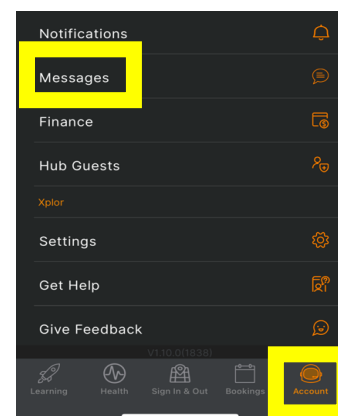 Notifications
Messages
Finance
Hub Guests
Xplor
Settings
Get Help
Give Feedback
V1.10.0(1838)
Learning Health Sign In & Out Bookings Account